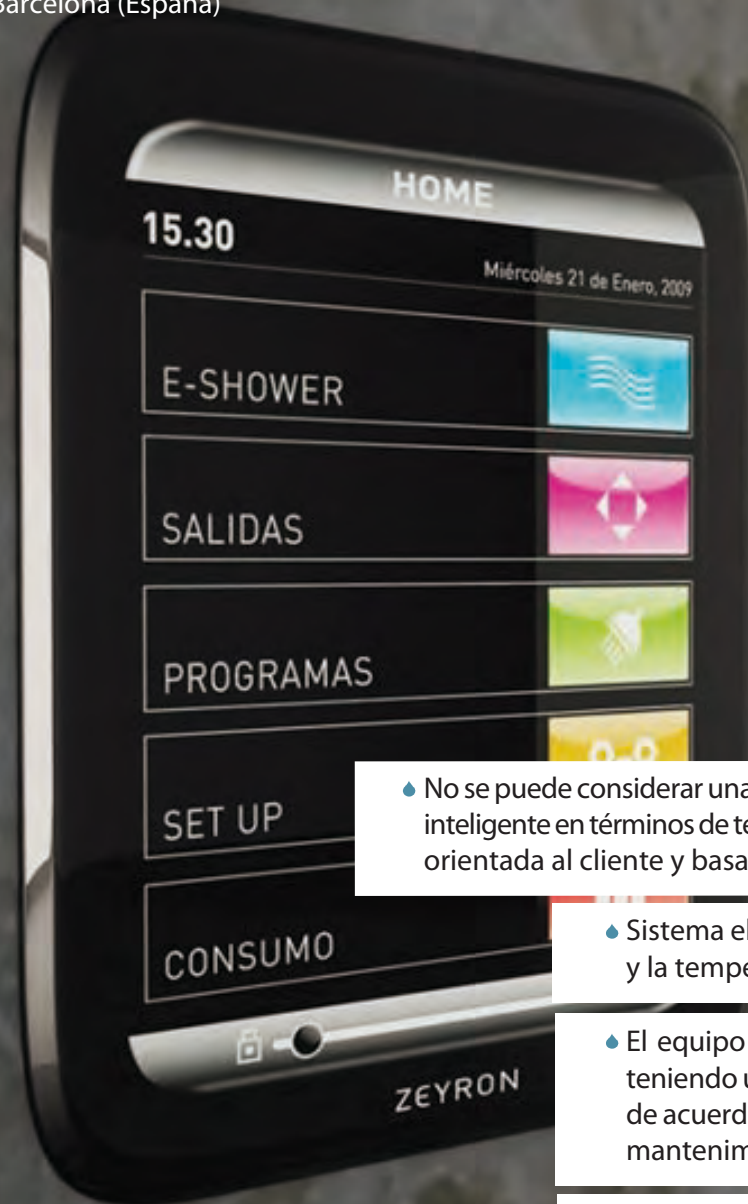 Barcelona (España)
HOME
15.30
Miércoles 21 de Enero, 2009
E-SHOWER
SALIDAS
PROGRAMAS
SET UP
CONSUMO
ZEYRON
No se puede considerar una
inteligente en términos de te
orientada al cliente y basa
Sistema el
y la tempe
El equipo
teniendo u
de acuerd
mantenim